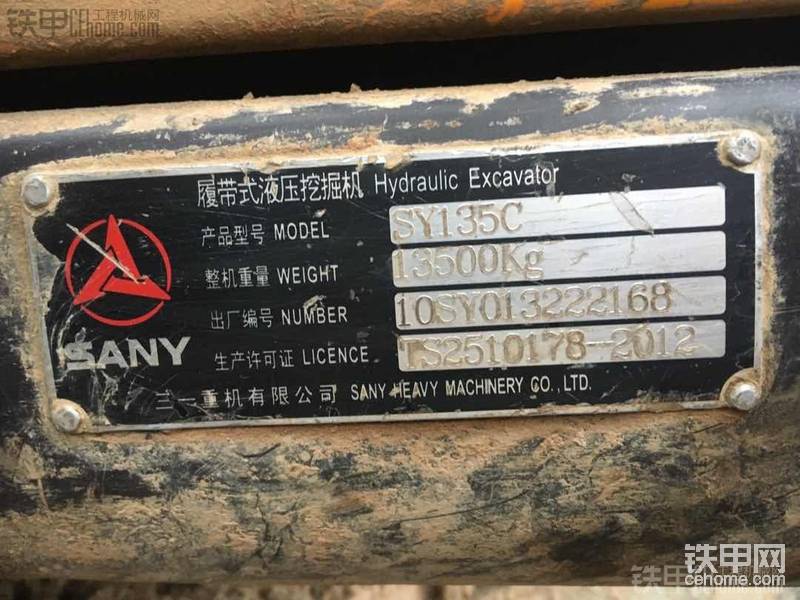 铁甲 工程机械网
CEhome.com
履带式液压挖掘机 Hydraulic Excavator
产品型号 MODEL SY135C
整机重量 WEIGHT 13500Kg
出厂编号 NUMBER 10SY013222168
生产许可证 LICENCE TS2510178-2012
SANY
三一重机有限公司 SANY HEAVY MACHINERY CO., LTD.
铁甲网
cehome.com